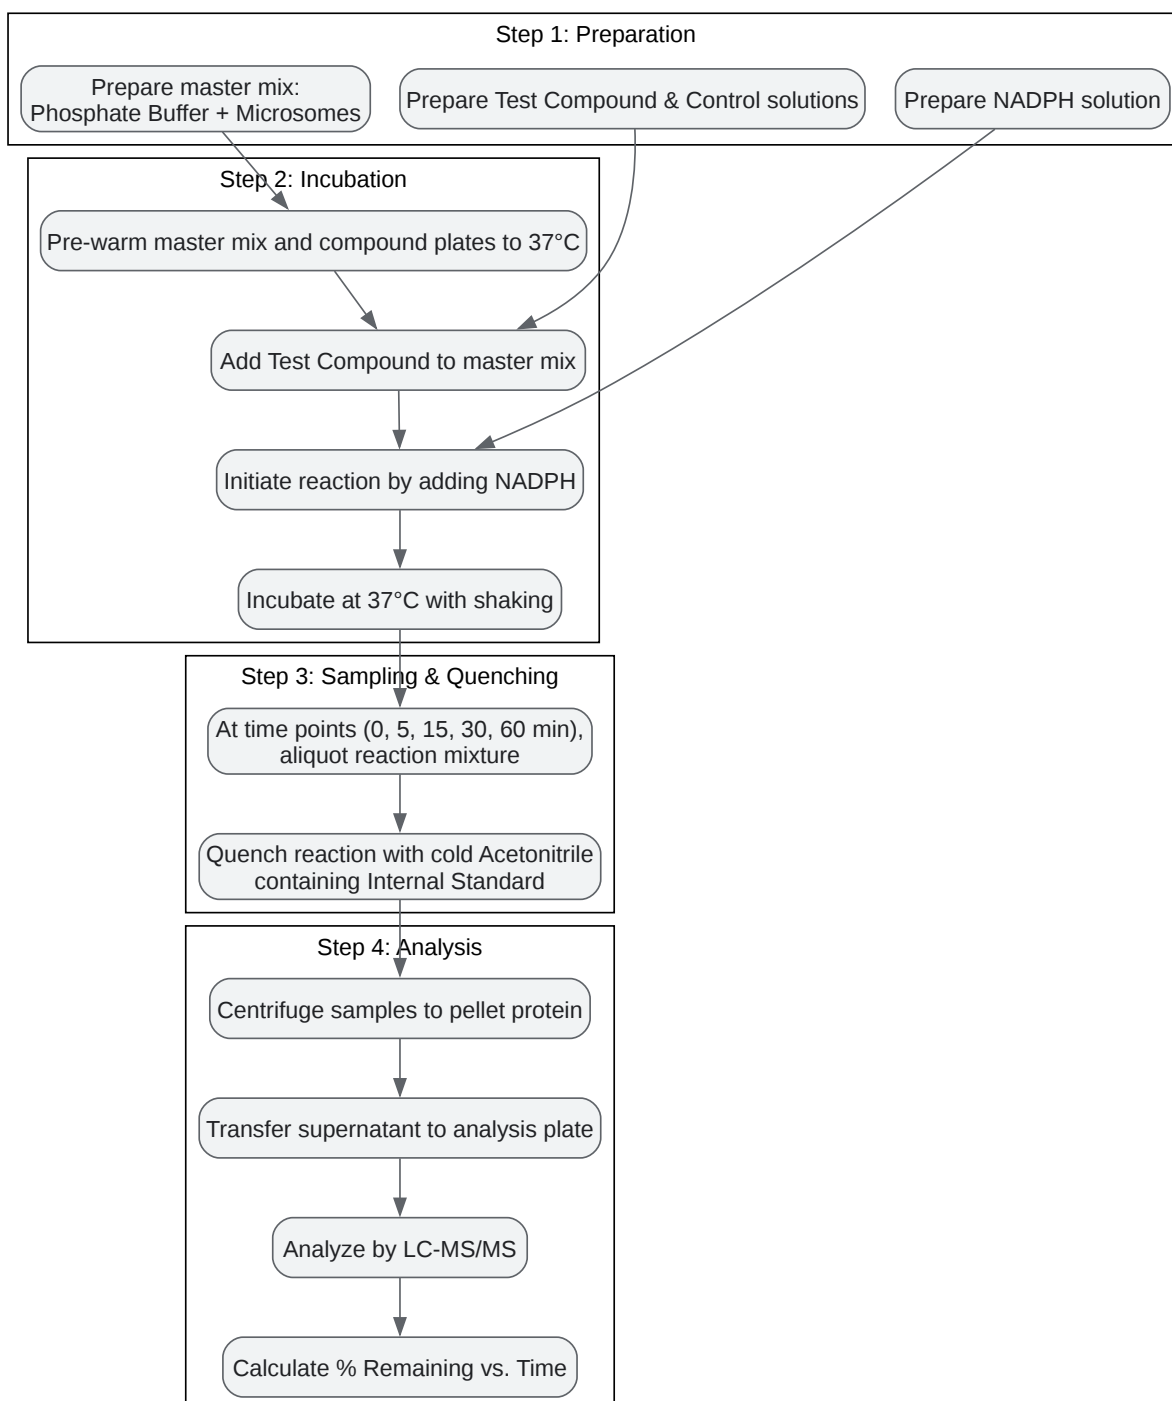 Step 1: Preparation
Prepare master mix:
Phosphate Buffer + Microsomes
Prepare Test Compound & Control solutions
Prepare NADPH solution
Step 2: Incubation
Pre-warm master mix and compound plates to 37°C
Add Test Compound to master mix
Initiate reaction by adding NADPH
Incubate at 37°C with shaking
Step 3: Sampling & Quenching
At time points (0, 5, 15, 30, 60 min),
aliquot reaction mixture
Quench reaction with cold Acetonitrile
containing Internal Standard
Step 4: Analysis
Centrifuge samples to pellet protein
Transfer supernatant to analysis plate
Analyze by LC-MS/MS
Calculate % Remaining vs. Time